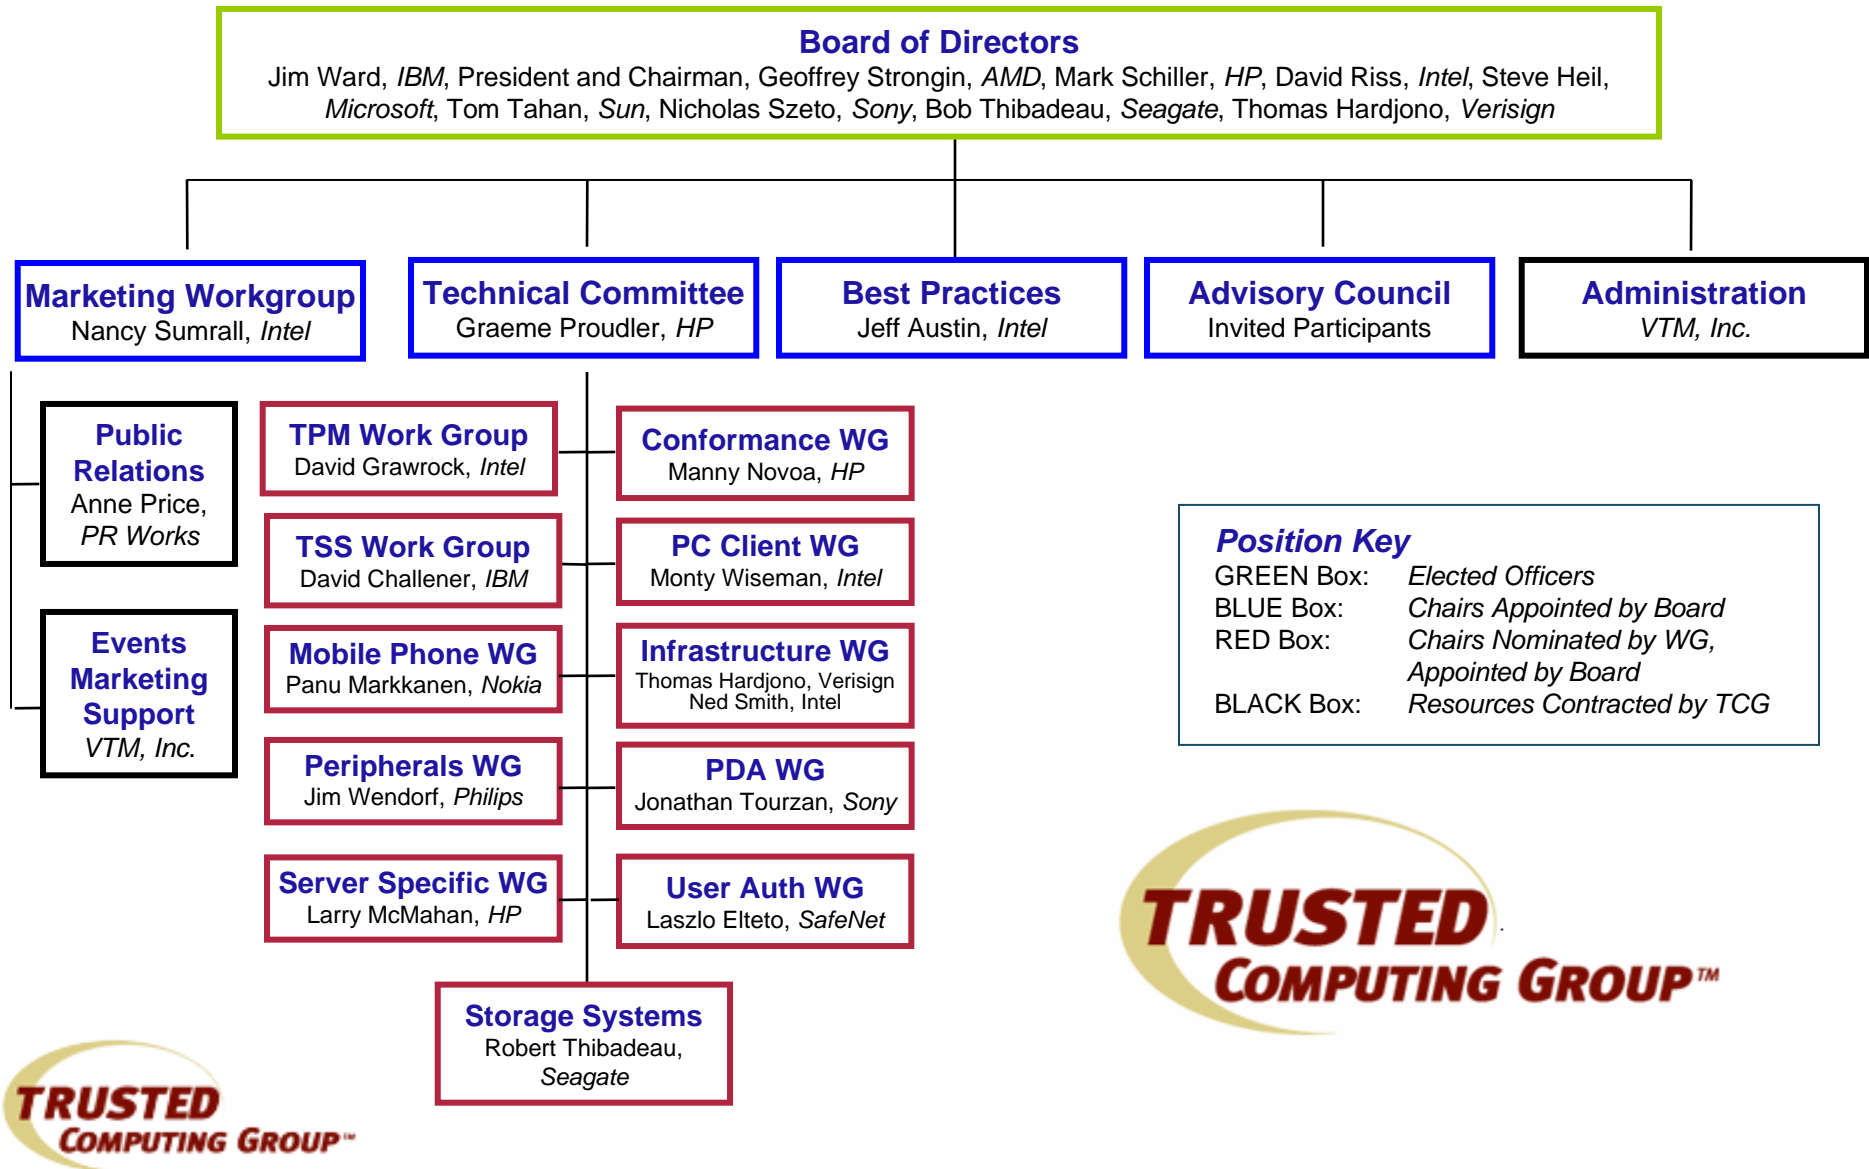 Board of Directors
Jim Ward, IBM, President and Chairman, Geoffrey Strongin, AMD, Mark Schiller, HP, David Riss, Intel, Steve Heil,
Microsoft, Tom Tahan, Sun, Nicholas Szeto, Sony, Bob Thibadeau, Seagate, Thomas Hardjono, Verisign
Marketing Workgroup
Nancy Sumrall, Intel
Technical Committee
Graeme Proudler, HP
Best Practices
Jeff Austin, Intel
Advisory Council
Invited Participants
Administration
VTM, Inc.
Public
Relations
Anne Price,
PR Works
Events
Marketing
Support
VTM, Inc.
TPM Work Group
David Grawrock, Intel
Conformance WG
Manny Novoa, HP
TSS Work Group
David Challener, IBM
PC Client WG
Monty Wiseman, Intel
Mobile Phone WG
Panu Markkanen, Nokia
Infrastructure WG
Thomas Hardjono, Verisign
Ned Smith, Intel
Peripherals WG
Jim Wendorf, Philips
PDA WG
Jonathan Tourzan, Sony
Server Specific WG
Larry McMahan, HP
User Auth WG
Laszlo Elteto, SafeNet
Storage Systems
Robert Thibadeau,
Seagate
Position Key
GREEN Box: Elected Officers
BLUE Box: Chairs Appointed by Board
RED Box: Chairs Nominated by WG,
Appointed by Board
BLACK Box: Resources Contracted by TCG
TRUSTED
COMPUTING GROUP™
TRUSTED
COMPUTING GROUP™